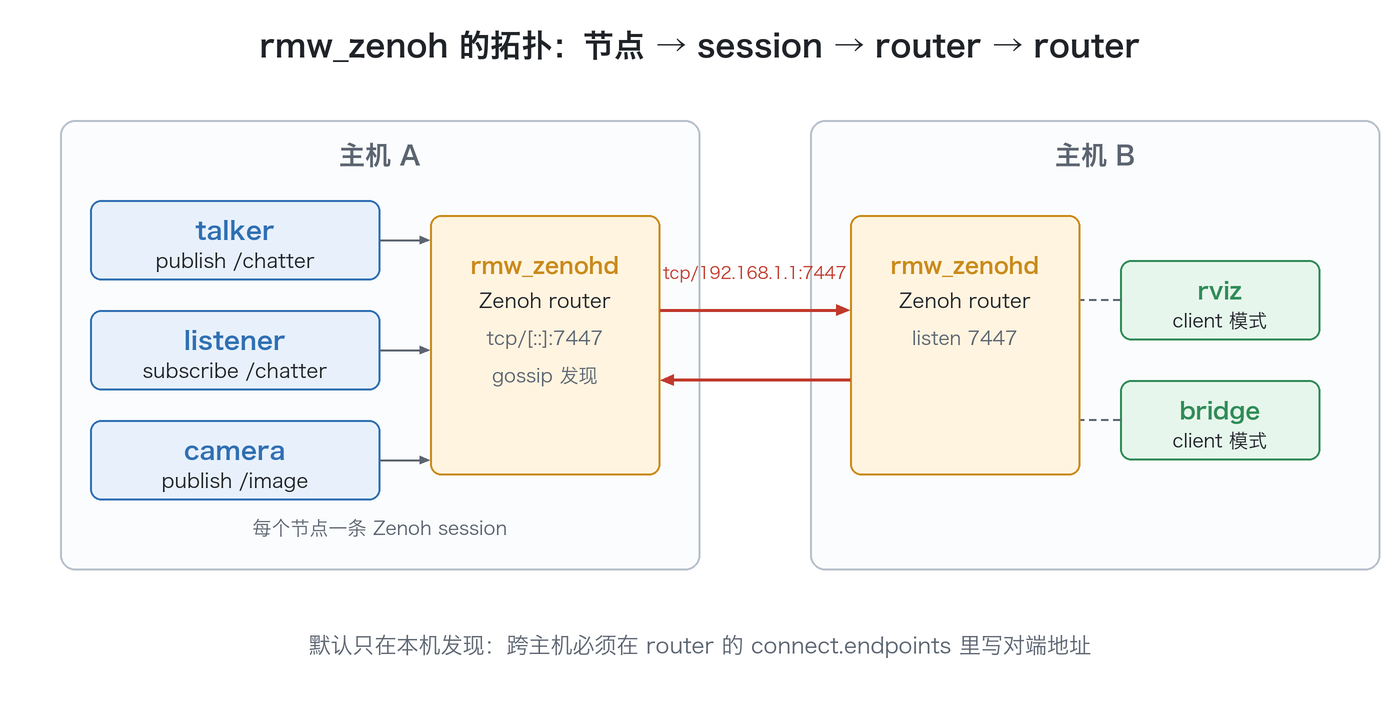 rmw_zenoh 的拓扑：节点 → session → router → router
主机 A
talker
publish /chatter
listener
subscribe /chatter
camera
publish /image
每个节点一条 Zenoh session
rmw_zenohd
Zenoh router
tcp/[::]:7447
gossip 发现
tcp/192.168.1.1:7447
主机 B
rmw_zenohd
Zenoh router
listen 7447
rviz
client 模式
bridge
client 模式
默认只在本机发现：跨主机必须在 router 的 connect.endpoints 里写对端地址